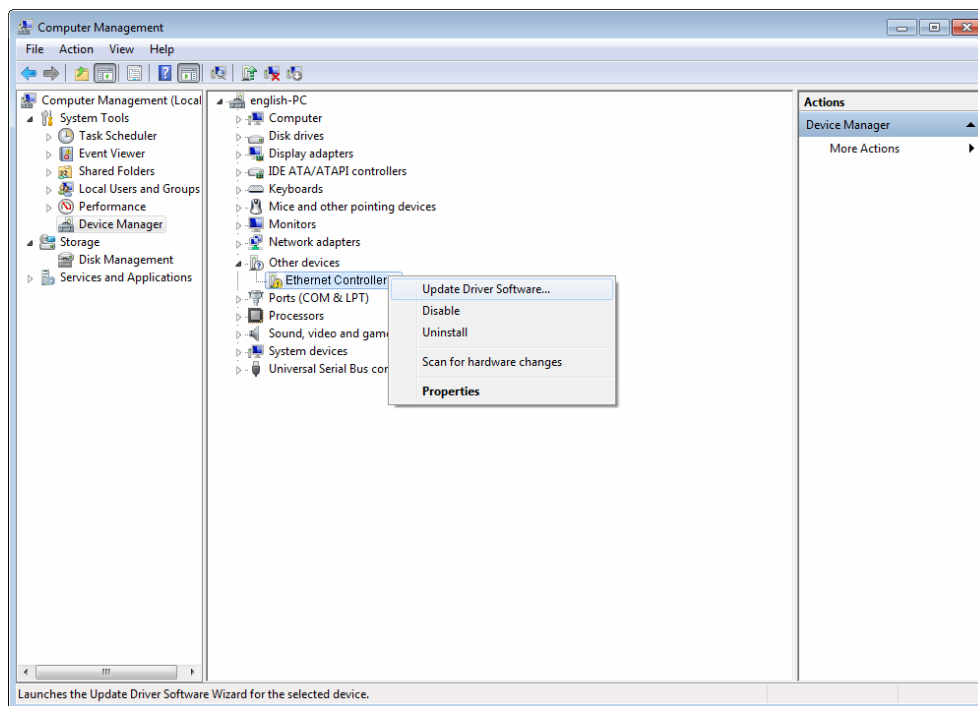 Computer Management
File Action View Help
Computer Management (Local
System Tools
Task Scheduler
Event Viewer
Shared Folders
Local Users and Groups
Performance
Device Manager
Storage
Disk Management
Services and Applications
english-PC
Computer
Disk drives
Display adapters
IDE ATA/ATAPI controllers
Keyboards
Mice and other pointing devices
Monitors
Network adapters
Other devices
Ethernet Controller
Ports (COM & LPT)
Processors
Sound, video and game
System devices
Universal Serial Bus con
Update Driver Software...
Disable
Uninstall
Scan for hardware changes
Properties
Actions
Device Manager
More Actions
Launches the Update Driver Software Wizard for the selected device.